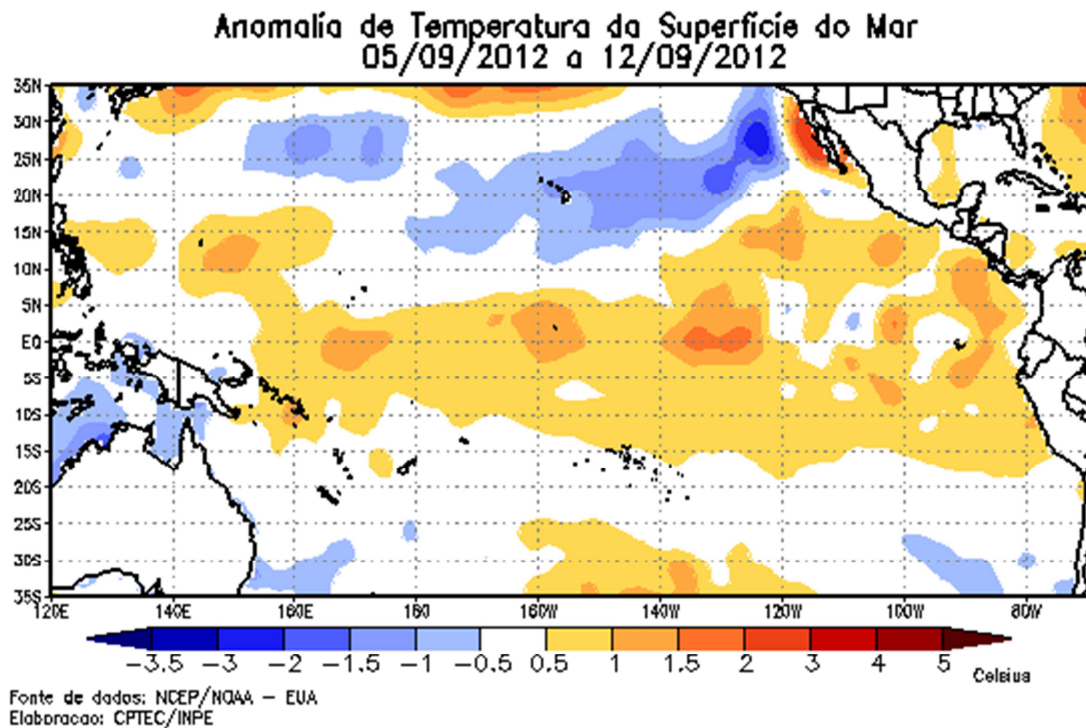 Anomalia de Temperatura da Superfície do Mar
05/09/2012 a 12/09/2012
35N
30N
25N
20N
15N
10N
5N
EQ
5S
10S
15S
20S
25S
30S
35S
120E 140E 160E 180 160W 140W 120W 100W 80W
-3.5 -3 -2 -1.5 -1 -0.5 0.5 1 1.5 2 3 4 5
Celsius
Fonte de dados: NCEP/NOAA - EUA
Elaboracao: CPTEC/INPE